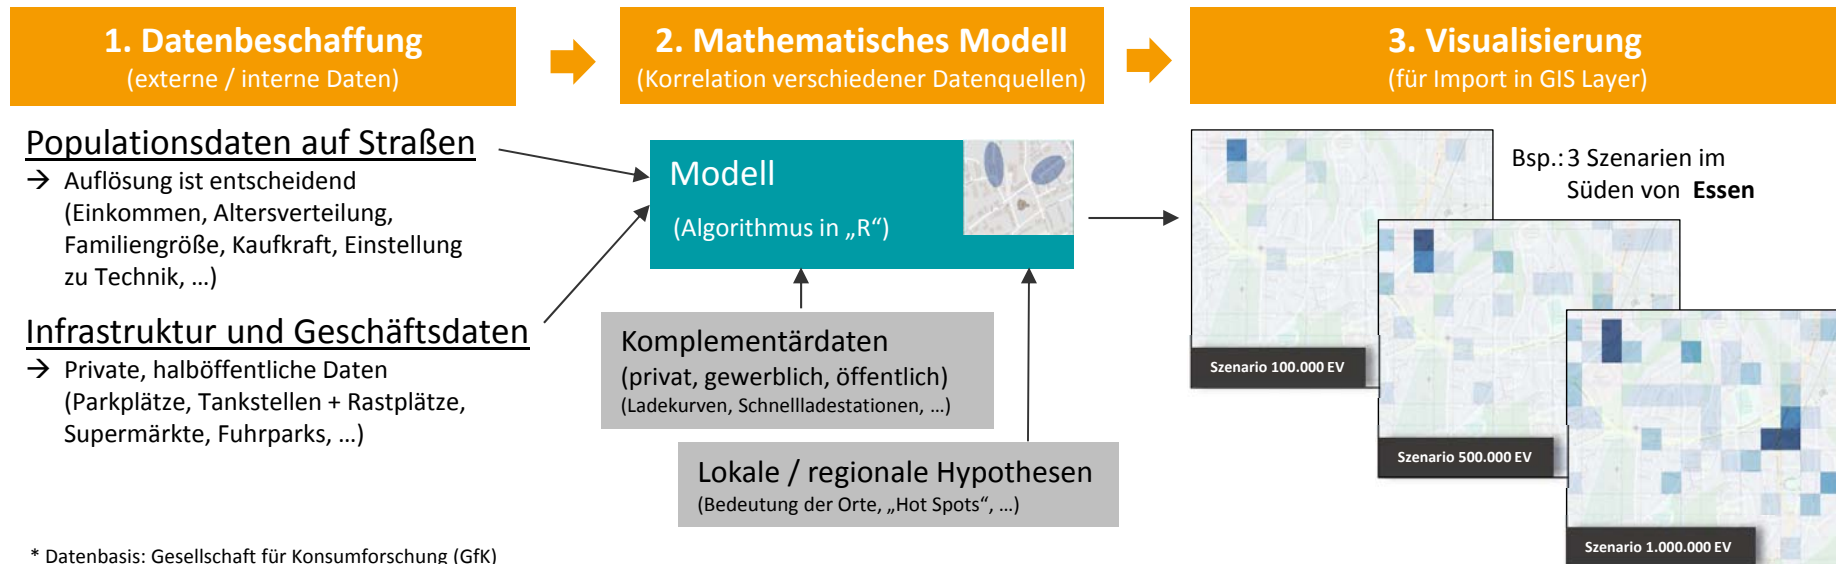 1. Datenbeschaffung
(externe / interne Daten)
2. Mathematisches Modell
(Korrelation verschiedener Datenquellen)
3. Visualisierung
(für Import in GIS Layer)
Populationsdaten auf Straßen
→ Auflösung ist entscheidend
(Einkommen, Altersverteilung,
Familiengröße, Kaufkraft, Einstellung
zu Technik, …)
Infrastruktur und Geschäftsdaten
→ Private, halböffentliche Daten
(Parkplätze, Tankstellen + Rastplätze,
Supermärkte, Fuhrparks, …)
* Datenbasis: Gesellschaft für Konsumforschung (GfK)
Modell
(Algorithmus in „R“)
Komplementärdaten
(privat, gewerblich, öffentlich)
(Ladekurven, Schnellladestationen, …)
Lokale / regionale Hypothesen
(Bedeutung der Orte, „Hot Spots“, …)
Bsp.: 3 Szenarien im
Süden von Essen
Szenario 100.000 EV
Szenario 500.000 EV
Szenario 1.000.000 EV